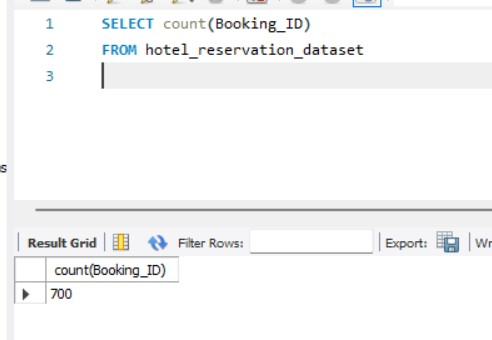 1 SELECT count(Booking_ID)
2 FROM hotel_reservation_dataset
3
Result Grid Filter Rows: Export:
count(Booking_ID)
700